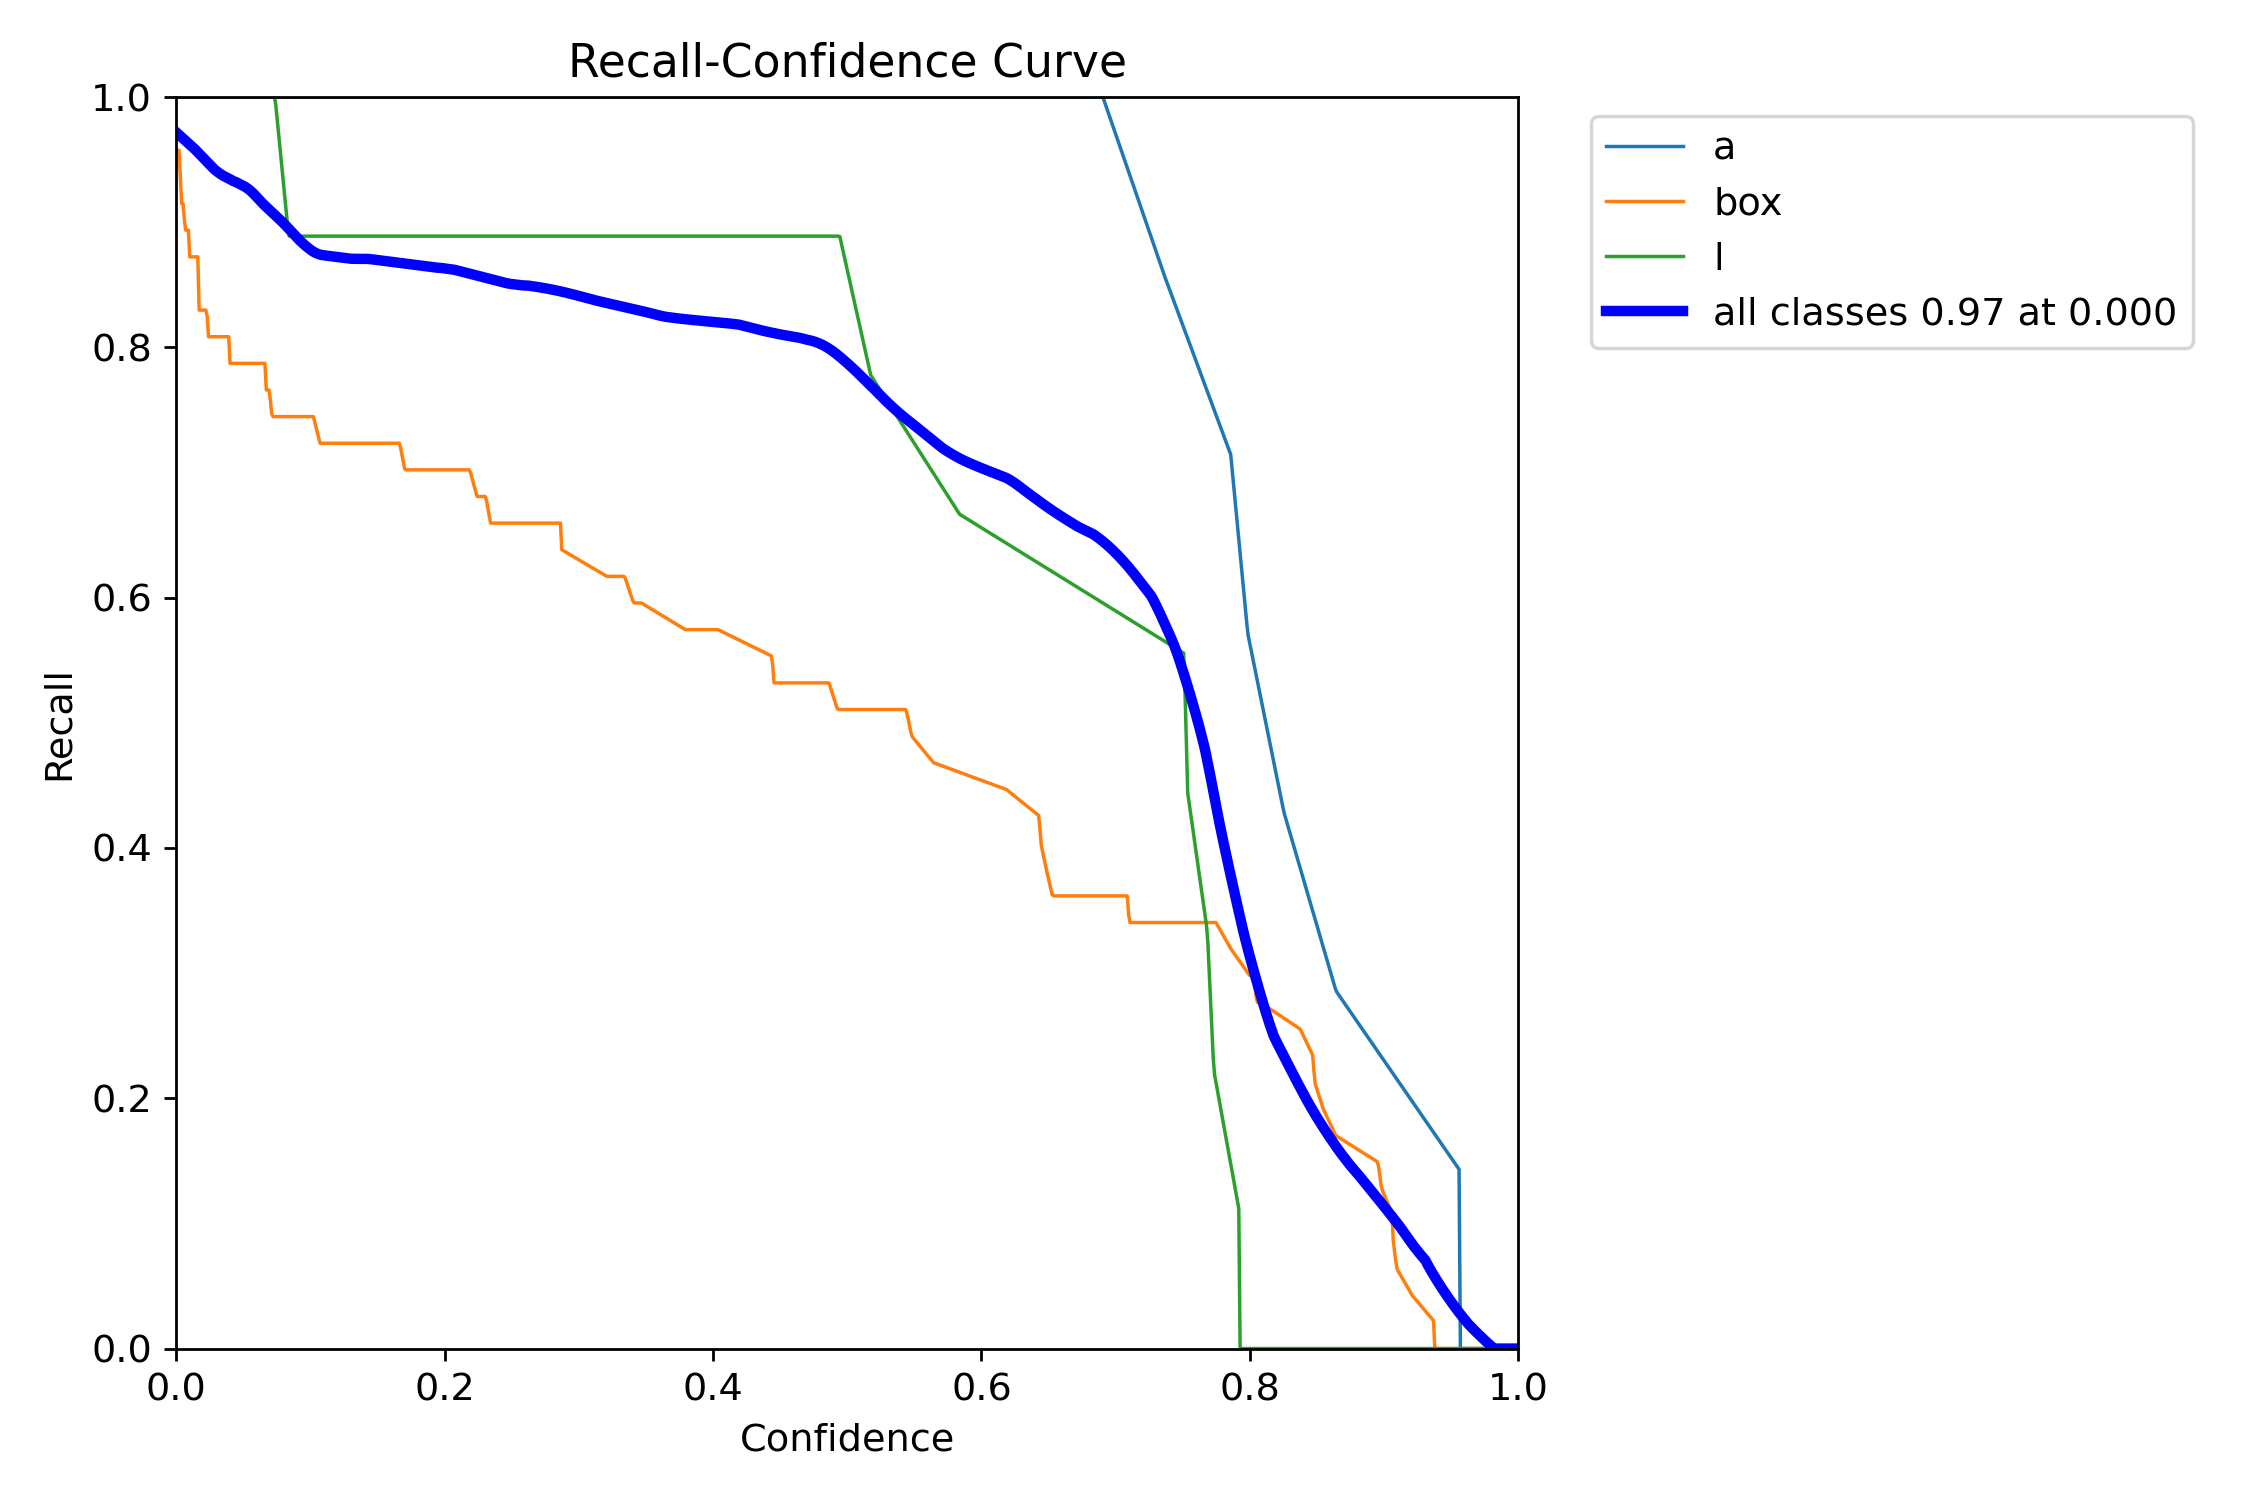 Recall-Confidence Curve
1.0
0.8
0.6
0.4
0.2
0.0
Recall
0.0 0.2 0.4 0.6 0.8 1.0
Confidence
a
box
l
all classes 0.97 at 0.000